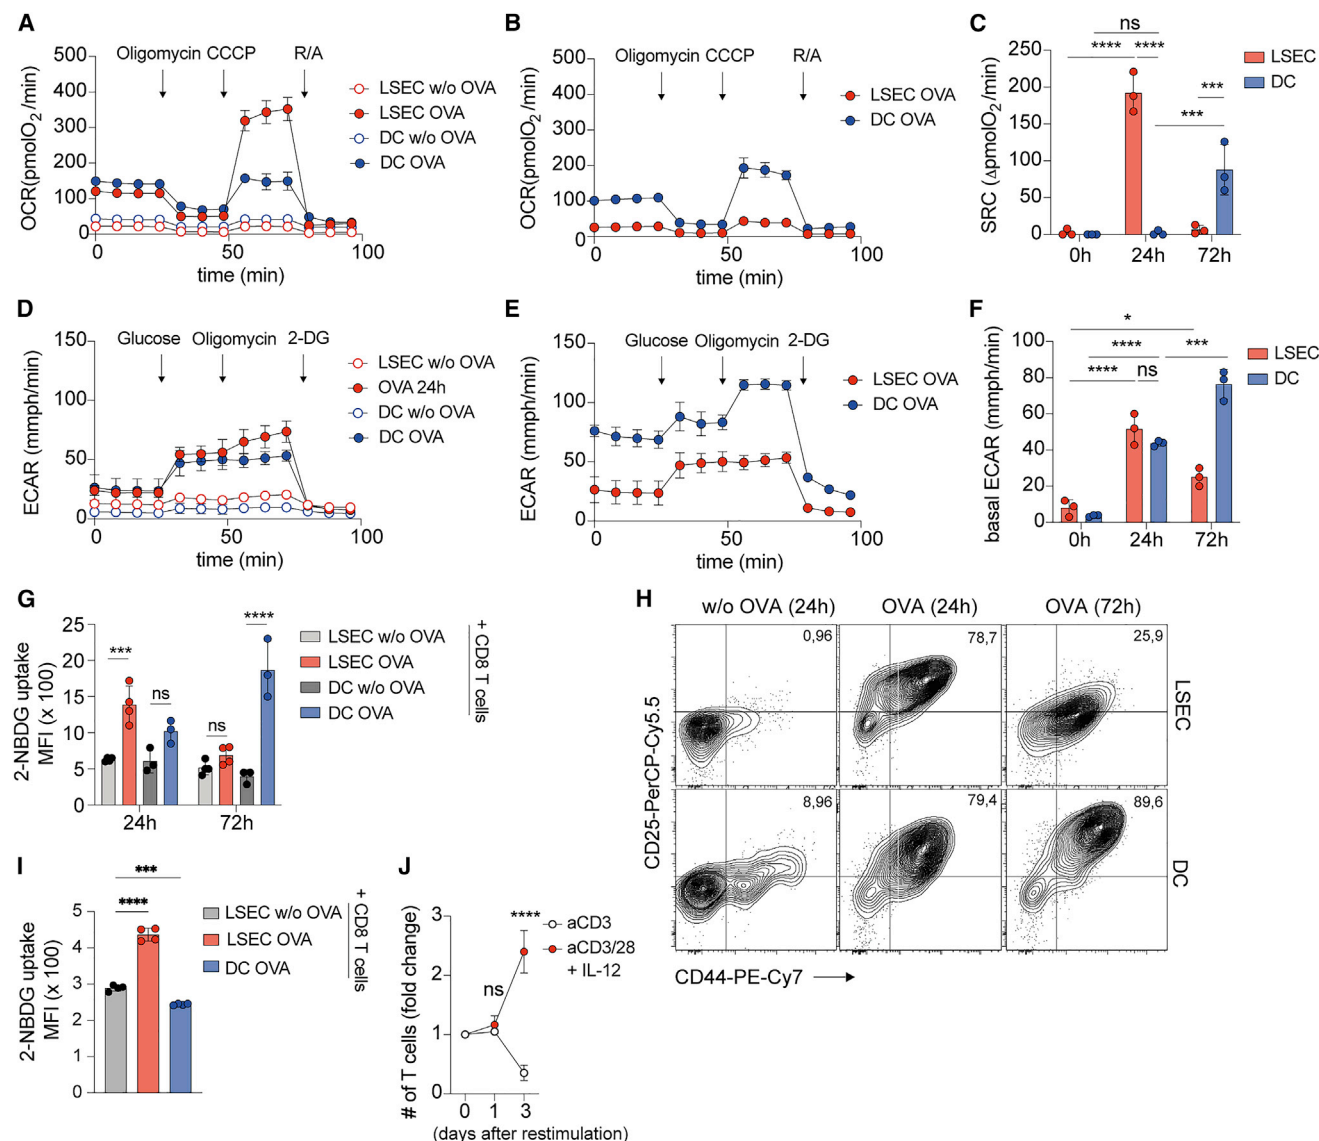 A
OCR(pmolO2/min)
500
400
300
200
100
0
Oligomycin CCCP R/A
0 50 100
time (min)
LSEC w/o OVA
LSEC OVA
DC w/o OVA
DC OVA
B
OCR(pmolO2/min)
500
400
300
200
100
0
Oligomycin CCCP R/A
0 50 100
time (min)
LSEC OVA
DC OVA
C
SRC (ΔpmolO2/min)
250
200
150
100
50
0
ns
**** ****
***
***
0h 24h 72h
LSEC
DC
D
ECAR (mmph/min)
150
100
50
0
Glucose Oligomycin 2-DG
0 50 100
time (min)
LSEC w/o OVA
OVA 24h
DC w/o OVA
DC OVA
E
ECAR (mmph/min)
150
100
50
0
Glucose Oligomycin 2-DG
0 50 100
time (min)
LSEC OVA
DC OVA
F
basal ECAR (mmph/min)
100
80
60
40
20
0
*
**** ***
**** ns
0h 24h 72h
LSEC
DC
G
2-NBDG uptake
MFI (x 100)
25
20
15
10
5
0
***
ns
ns
****
24h 72h
LSEC w/o OVA
LSEC OVA
DC w/o OVA
DC OVA
+ CD8 T cells
H
w/o OVA (24h) OVA (24h) OVA (72h)
0,96 78,7 25,9
LSEC
8,96 79,4 89,6
DC
CD25-PerCP-Cy5.5
CD44-PE-Cy7
I
2-NBDG uptake
MFI (x 100)
5
4
3
2
1
0
***
****
LSEC w/o OVA
LSEC OVA
DC OVA
+ CD8 T cells
J
# of T cells (fold change)
3
2
1
0
ns
****
0 1 3
(days after restimulation)
aCD3
aCD3/28
+ IL-12